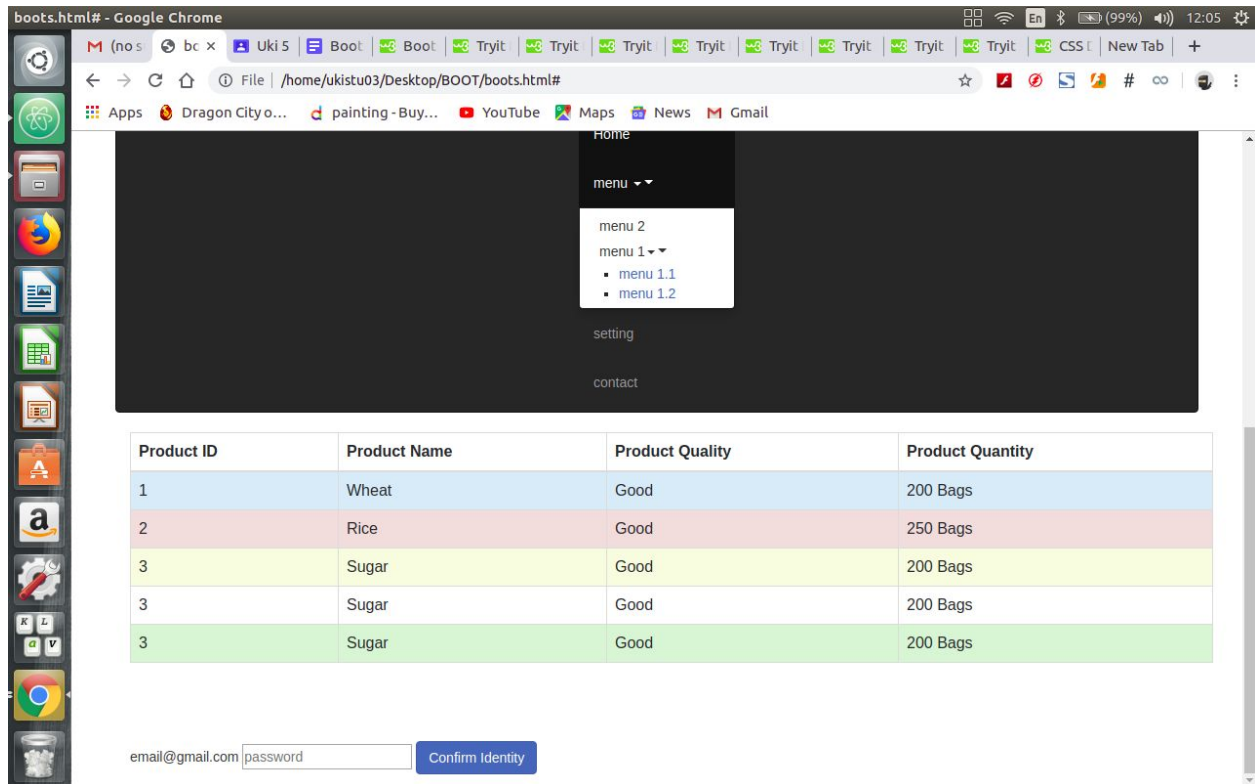 boots.html# - Google Chrome En (99%) 12:05
(no s bc × Uki 5 Boot Boot Tryit Tryit Tryit Tryit Tryit Tryit Tryit Tryit CSS New Tab +
File /home/ukistu03/Desktop/BOOT/boots.html# #
Apps Dragon City o... painting - Buy... YouTube Maps News Gmail
Home
menu
menu 2
menu 1
menu 1.1
menu 1.2
setting
contact
Product ID Product Name Product Quality Product Quantity
1 Wheat Good 200 Bags
2 Rice Good 250 Bags
3 Sugar Good 200 Bags
3 Sugar Good 200 Bags
3 Sugar Good 200 Bags
email@gmail.com password Confirm Identity
K L
a v